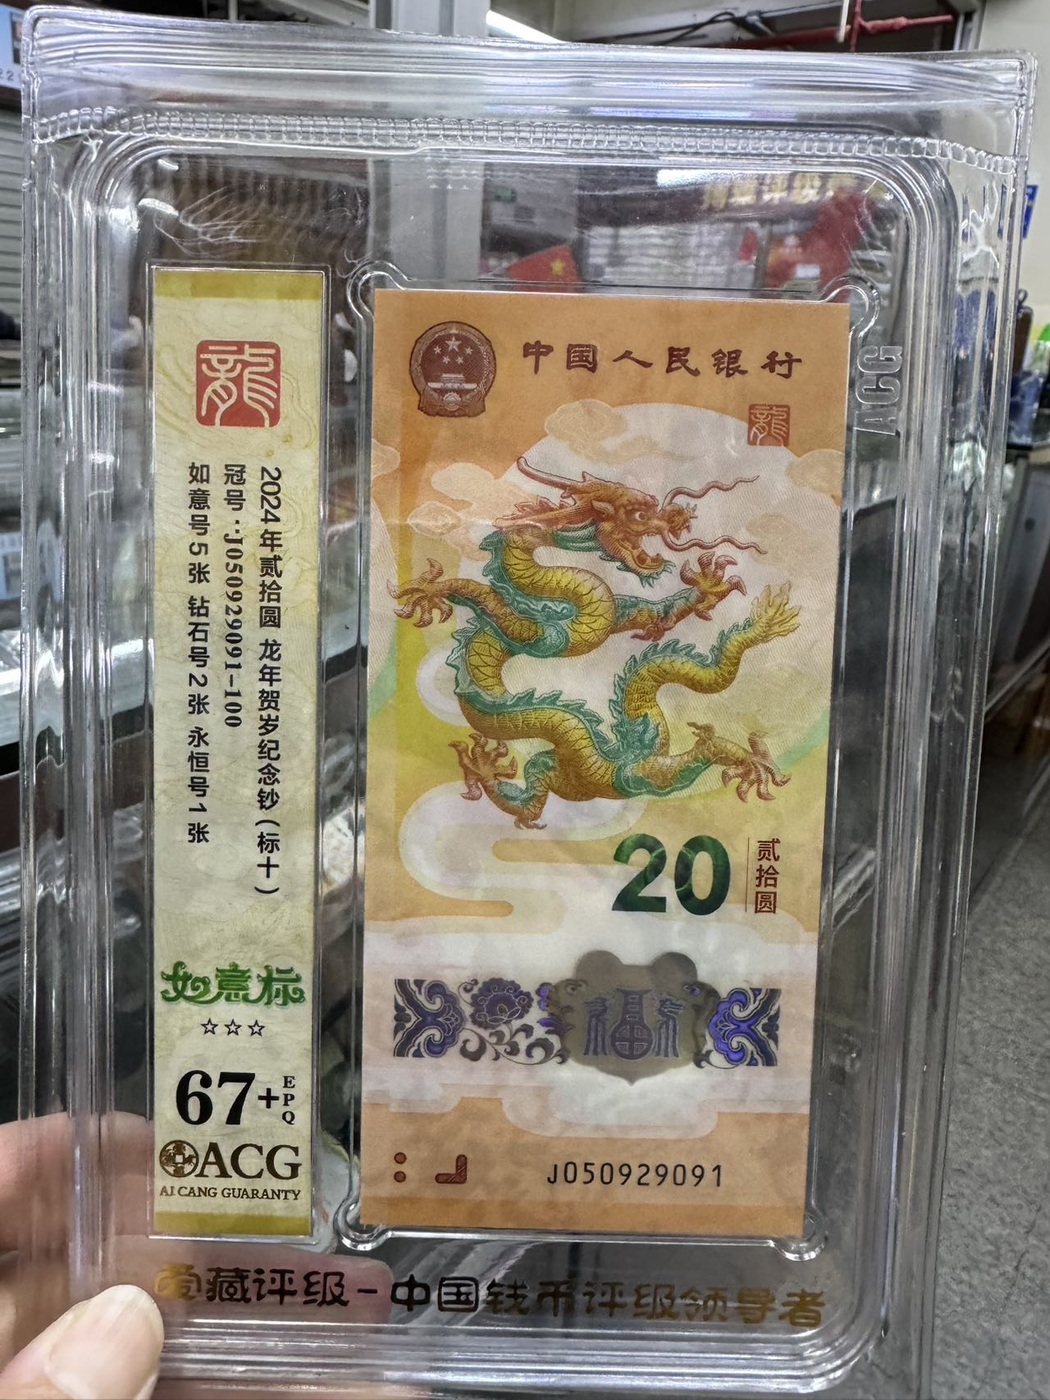 龍
2024年贰拾圆 龙年贺岁纪念钞(标十)
冠号:J050929091-100
如意号5张 钻石号2张 永恒号1张
如意标
☆☆☆
67+EPQ
ACG
AI CANG GUARANTY
中国人民银行
龍
20
贰拾圆
福
J050929091
ACG
爱藏评级-中国钱币评级领导者